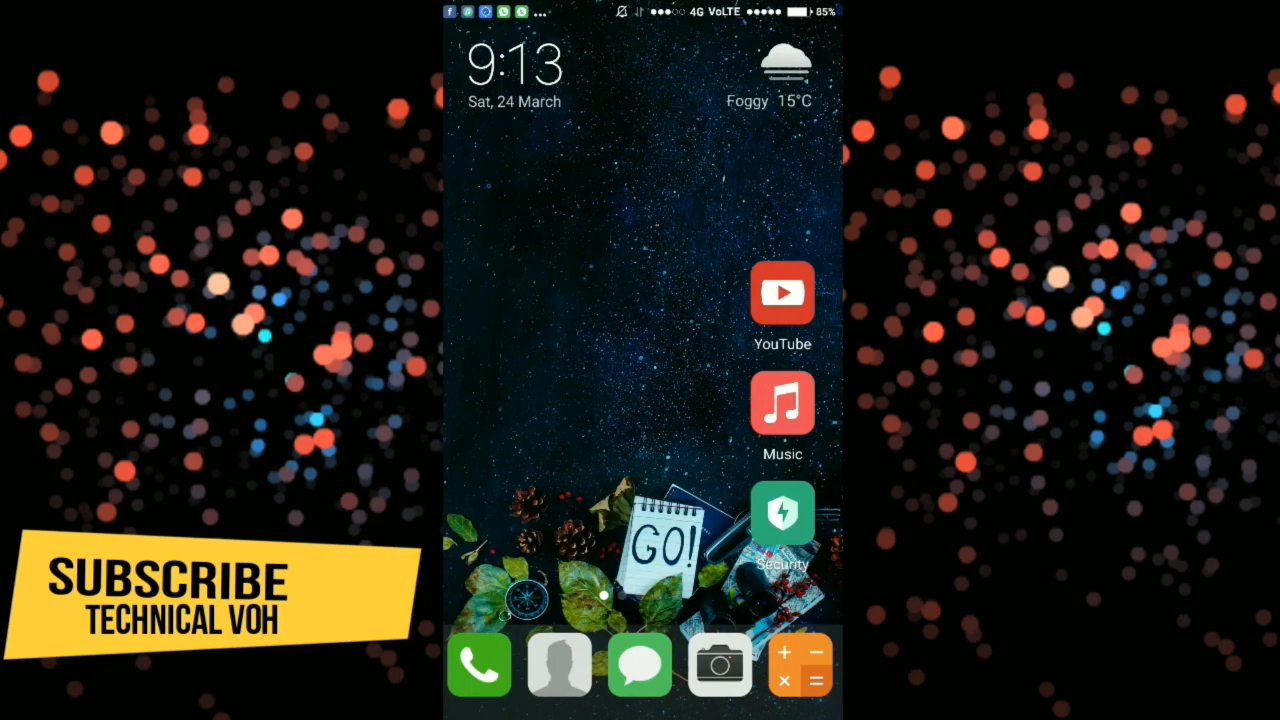 4G VoLTE 85%
9:13
Sat, 24 March
Foggy 15°C
YouTube
Music
GO!
Security
SUBSCRIBE
TECHNICAL VOH